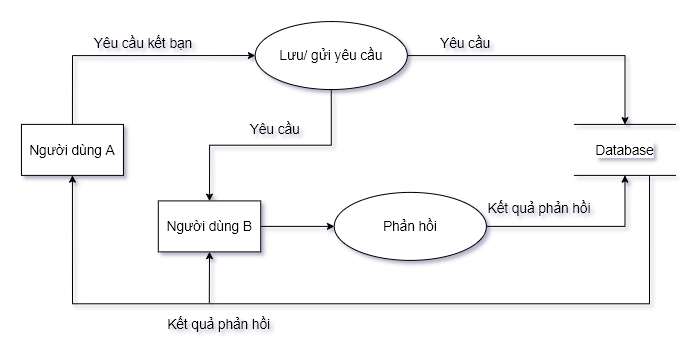 Yêu cầu kết bạn
Lưu/ gửi yêu cầu
Yêu cầu
Yêu cầu
Người dùng A
Database
Người dùng B
Phản hồi
Kết quả phản hồi
Kết quả phản hồi